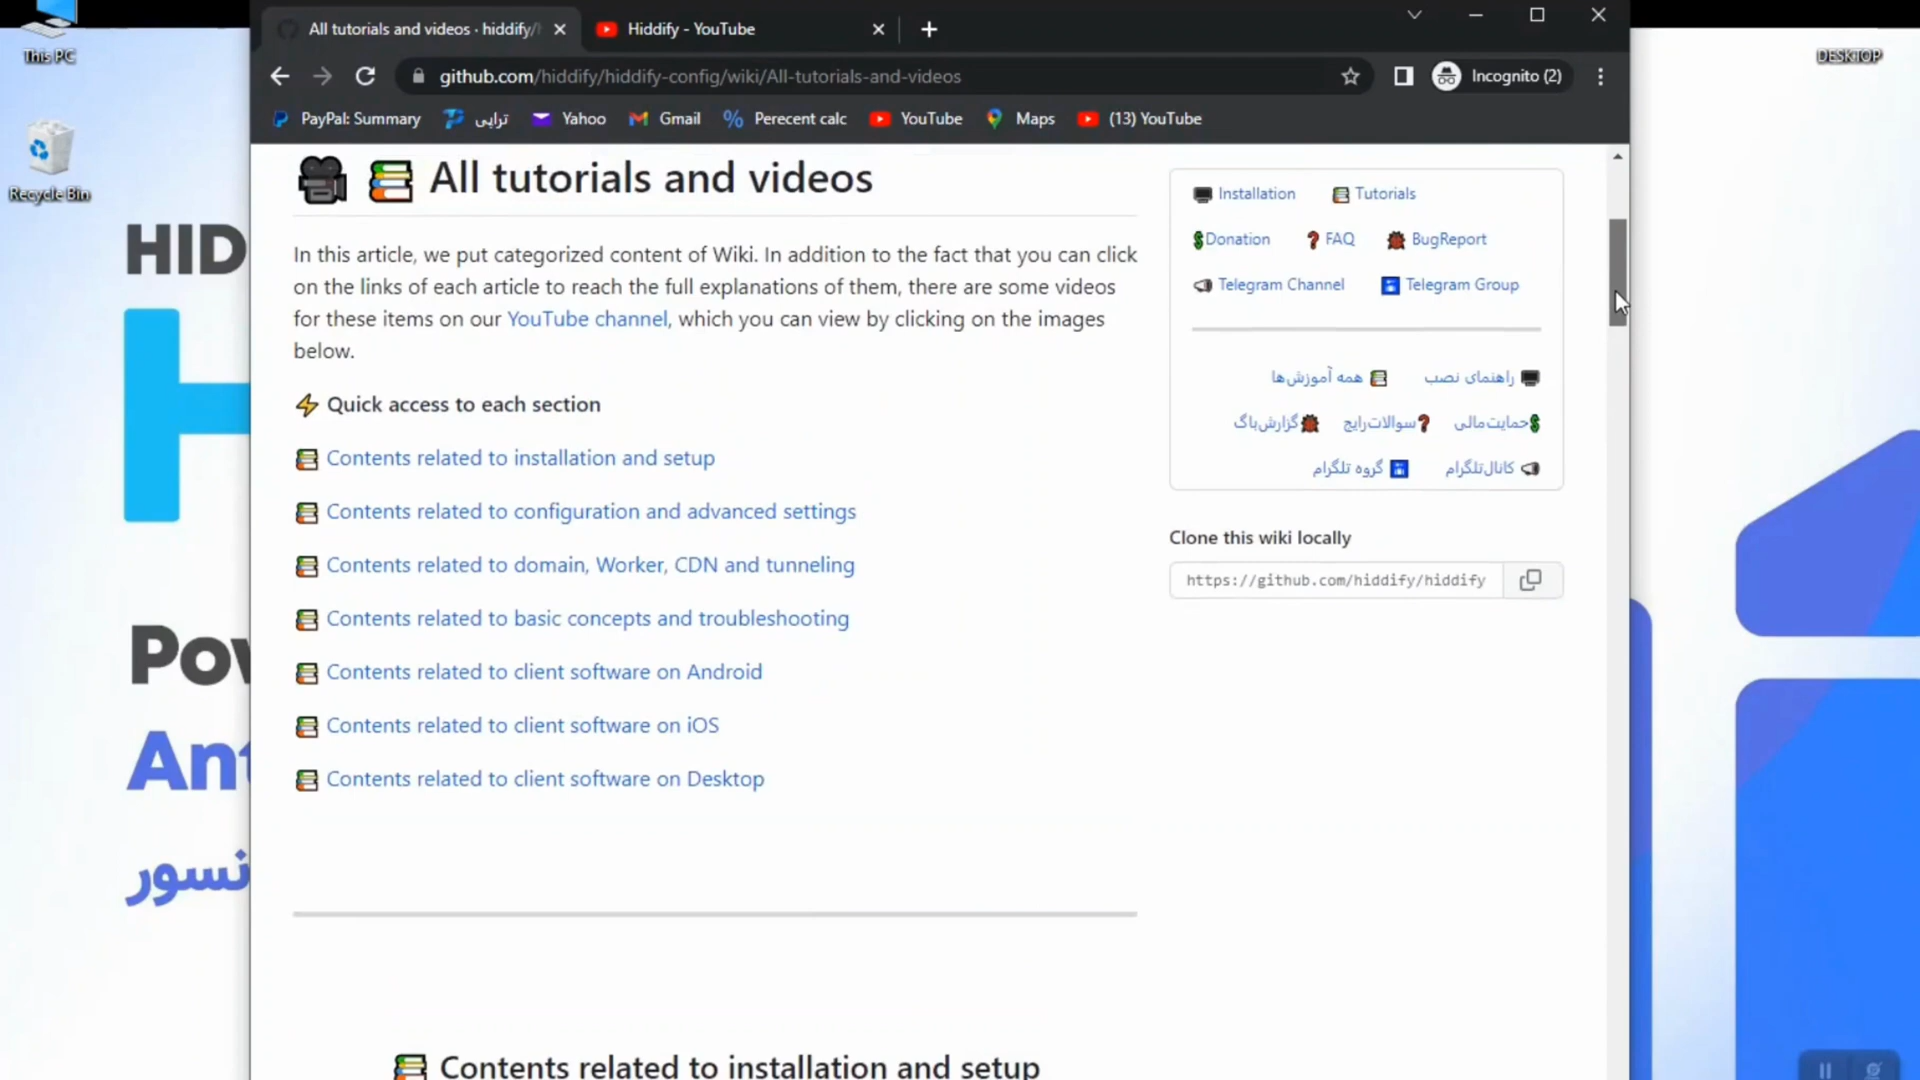 This PC
Recycle Bin
DESKTOP
HID
Pov
Ant
نسور
All tutorials and videos · hiddify/
Hiddify - YouTube
github.com/hiddify/hiddify-config/wiki/All-tutorials-and-videos
Incognito (2)
PayPal: Summary
تراپی
Yahoo
Gmail
Perecent calc
YouTube
Maps
(13) YouTube
All tutorials and videos
In this article, we put categorized content of Wiki. In addition to the fact that you can click
on the links of each article to reach the full explanations of them, there are some videos
for these items on our YouTube channel, which you can view by clicking on the images
below.
Quick access to each section
Contents related to installation and setup
Contents related to configuration and advanced settings
Contents related to domain, Worker, CDN and tunneling
Contents related to basic concepts and troubleshooting
Contents related to client software on Android
Contents related to client software on iOS
Contents related to client software on Desktop
Contents related to installation and setup
Installation Tutorials
Donation FAQ BugReport
Telegram Channel Telegram Group
راهنمای نصب همه آموزش‌ها
حمایت‌مالی سوالات‌رایج گزارش‌باگ
کانال‌تلگرام گروه تلگرام
Clone this wiki locally
https://github.com/hiddify/hiddify